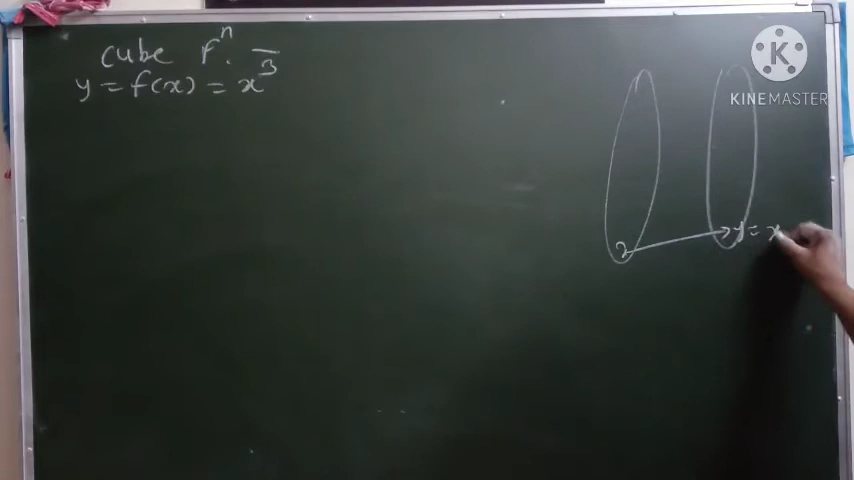 cube fⁿ. —
y = f(x) = x³
K
KINEMASTER
x
y = x